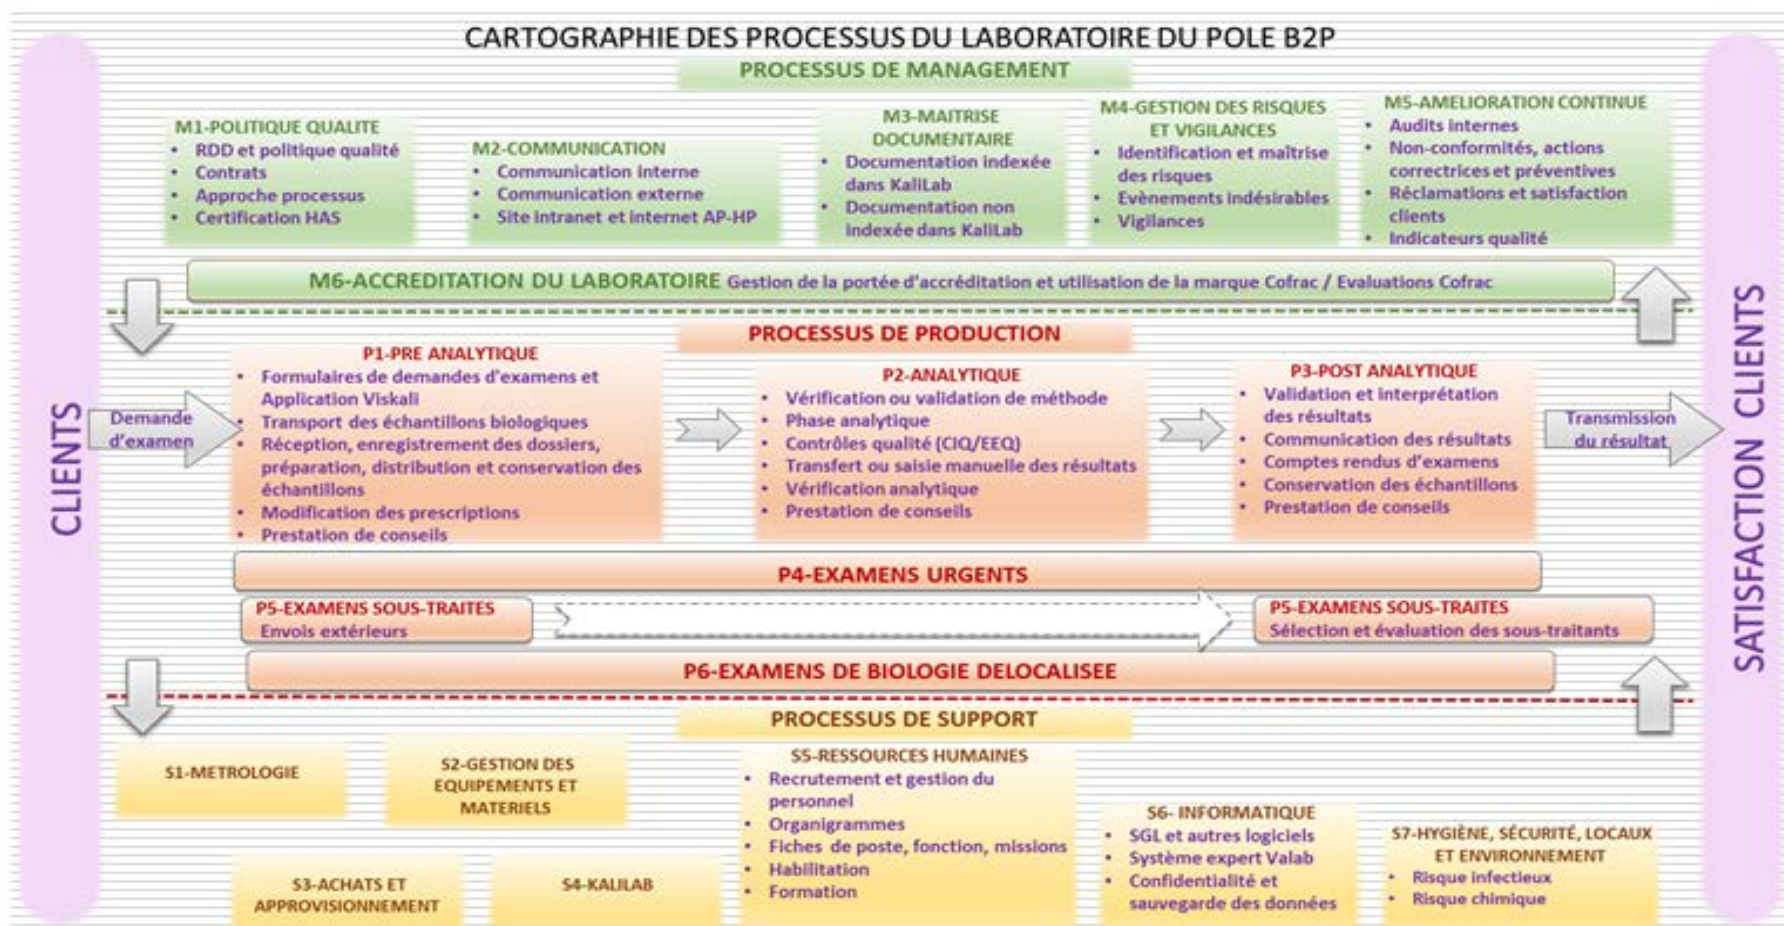 CARTOGRAPHIE DES PROCESSUS DU LABORATOIRE DU POLE B2P
PROCESSUS DE MANAGEMENT
M1-POLITIQUE QUALITE
• RDD et politique qualité
• Contrats
• Approche processus
• Certification HAS
M2-COMMUNICATION
• Communication interne
• Communication externe
• Site intranet et internet AP-HP
M3-MAITRISE
DOCUMENTAIRE
• Documentation indexée
dans KaliLab
• Documentation non
indexée dans KaliLab
M4-GESTION DES RISQUES
ET VIGILANCES
• Identification et maîtrise
des risques
• Evènements indésirables
• Vigilances
M5-AMELIORATION CONTINUE
• Audits internes
• Non-conformités, actions
correctrices et préventives
• Réclamations et satisfaction
clients
• Indicateurs qualité
M6-ACCREDITATION DU LABORATOIRE Gestion de la portée d'accréditation et utilisation de la marque Cofrac / Evaluations Cofrac
CLIENTS
Demande
d'examen
PROCESSUS DE PRODUCTION
P1-PRE ANALYTIQUE
• Formulaires de demandes d'examens et
Application Viskali
• Transport des échantillons biologiques
• Réception, enregistrement des dossiers,
préparation, distribution et conservation des
échantillons
• Modification des prescriptions
• Prestation de conseils
P2-ANALYTIQUE
• Vérification ou validation de méthode
• Phase analytique
• Contrôles qualité (CIQ/EEQ)
• Transfert ou saisie manuelle des résultats
• Vérification analytique
• Prestation de conseils
P3-POST ANALYTIQUE
• Validation et interprétation
des résultats
• Communication des résultats
• Comptes rendus d'examens
• Conservation des échantillons
• Prestation de conseils
Transmission
du résultat
SATISFACTION CLIENTS
P4-EXAMENS URGENTS
P5-EXAMENS SOUS-TRAITES
Envois extérieurs
P5-EXAMENS SOUS-TRAITES
Sélection et évaluation des sous-traitants
P6-EXAMENS DE BIOLOGIE DELOCALISEE
PROCESSUS DE SUPPORT
S1-METROLOGIE
S2-GESTION DES
EQUIPEMENTS ET
MATERIELS
S3-ACHATS ET
APPROVISIONNEMENT
S4-KALILAB
S5-RESSOURCES HUMAINES
• Recrutement et gestion du
personnel
• Organigrammes
• Fiches de poste, fonction, missions
• Habilitation
• Formation
S6- INFORMATIQUE
• SGL et autres logiciels
• Système expert Valab
• Confidentialité et
sauvegarde des données
S7-HYGIÈNE, SÉCURITÉ, LOCAUX
ET ENVIRONNEMENT
• Risque infectieux
• Risque chimique